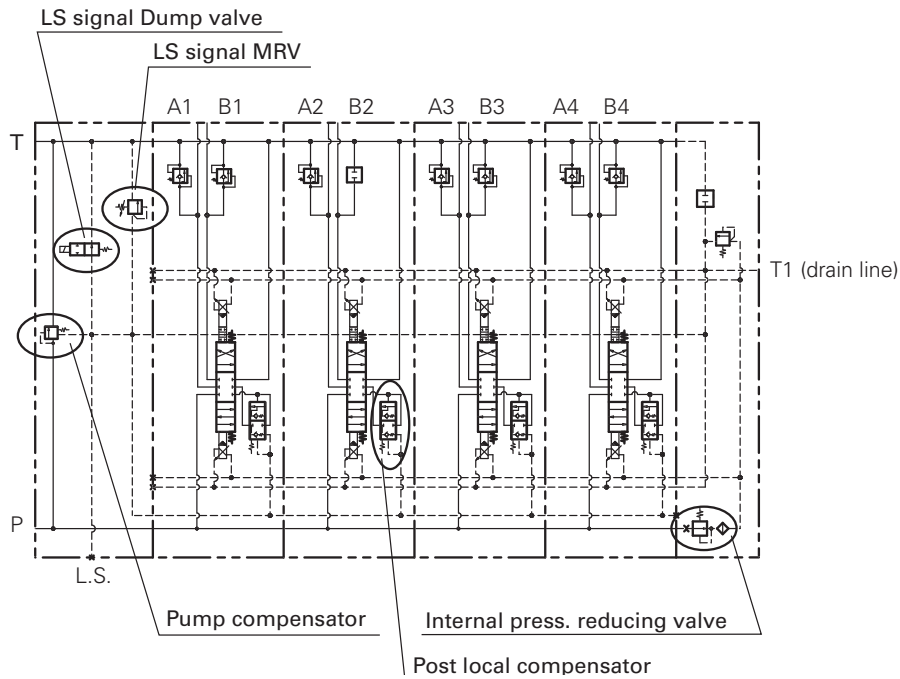 LS signal Dump valve
LS signal MRV
A1 B1 A2 B2 A3 B3 A4 B4
T
T1 (drain line)
P
L.S.
Pump compensator
Internal press. reducing valve
Post local compensator